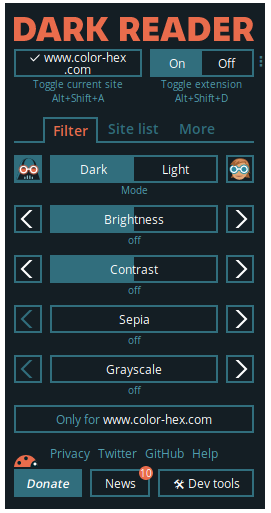 DARK READER
✓ www.color-hex
.com
On Off
Toggle current site
Alt+Shift+A
Toggle extension
Alt+Shift+D
Filter Site list More
Dark Light
Mode
Brightness
off
Contrast
off
Sepia
off
Grayscale
off
Only for www.color-hex.com
Privacy Twitter GitHub Help
Donate News 10 🛠 Dev tools